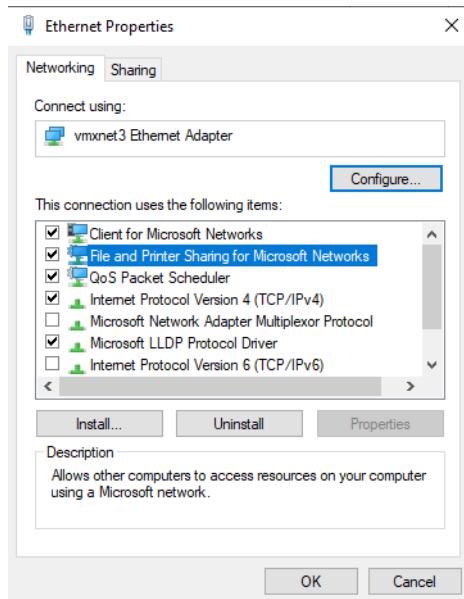 Ethernet Properties
Networking
Sharing
Connect using:
vmxnet3 Ethernet Adapter
Configure...
This connection uses the following items:
Client for Microsoft Networks
File and Printer Sharing for Microsoft Networks
QoS Packet Scheduler
Internet Protocol Version 4 (TCP/IPv4)
Microsoft Network Adapter Multiplexor Protocol
Microsoft LLDP Protocol Driver
Internet Protocol Version 6 (TCP/IPv6)
Install...
Uninstall
Properties
Description
Allows other computers to access resources on your computer
using a Microsoft network.
OK
Cancel